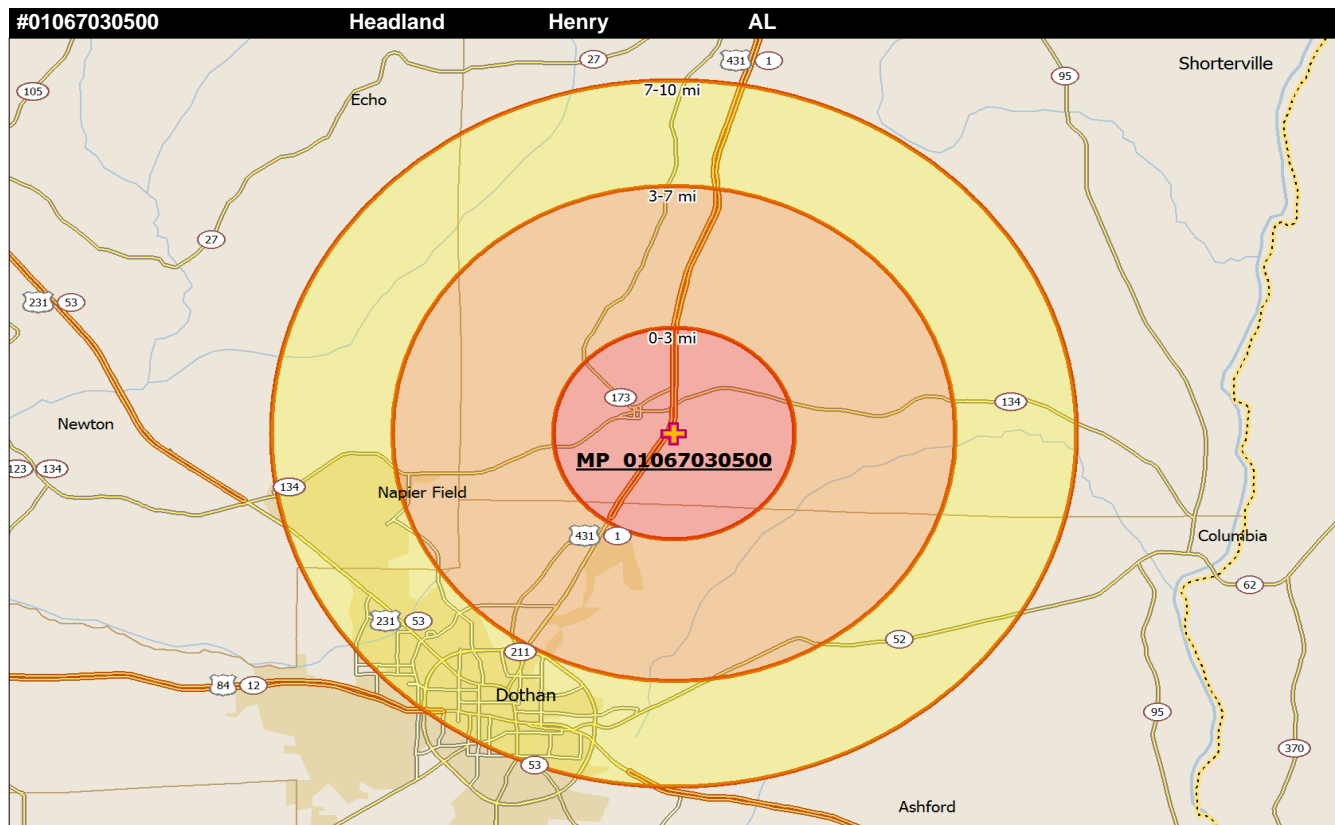 #01067030500 Headland Henry AL
27
431 1
Shorterville
105
Echo
7-10 mi
95
3-7 mi
27
231 53
0-3 mi
173
134
Newton
MP 01067030500
123 134
134
Napier Field
431 1
Columbia
62
231 53
211
52
84 12
Dothan
95
370
53
Ashford